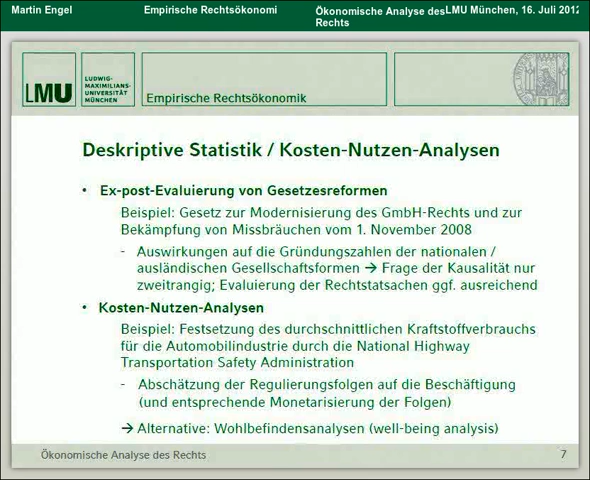 Martin Engel
Empirische Rechtsökonomi
Ökonomische Analyse des
Rechts
LMU München, 16. Juli 2012
LMU
LUDWIG-
MAXIMILIANS-
UNIVERSITÄT
MÜNCHEN
Empirische Rechtsökonomik
Deskriptive Statistik / Kosten-Nutzen-Analysen
• Ex-post-Evaluierung von Gesetzesreformen
Beispiel: Gesetz zur Modernisierung des GmbH-Rechts und zur
Bekämpfung von Missbräuchen vom 1. November 2008
- Auswirkungen auf die Gründungszahlen der nationalen /
ausländischen Gesellschaftsformen → Frage der Kausalität nur
zweitrangig; Evaluierung der Rechtstatsachen ggf. ausreichend
• Kosten-Nutzen-Analysen
Beispiel: Festsetzung des durchschnittlichen Kraftstoffverbrauchs
für die Automobilindustrie durch die National Highway
Transportation Safety Administration
- Abschätzung der Regulierungsfolgen auf die Beschäftigung
(und entsprechende Monetarisierung der Folgen)
→ Alternative: Wohlbefindensanalysen (well-being analysis)
Ökonomische Analyse des Rechts
7